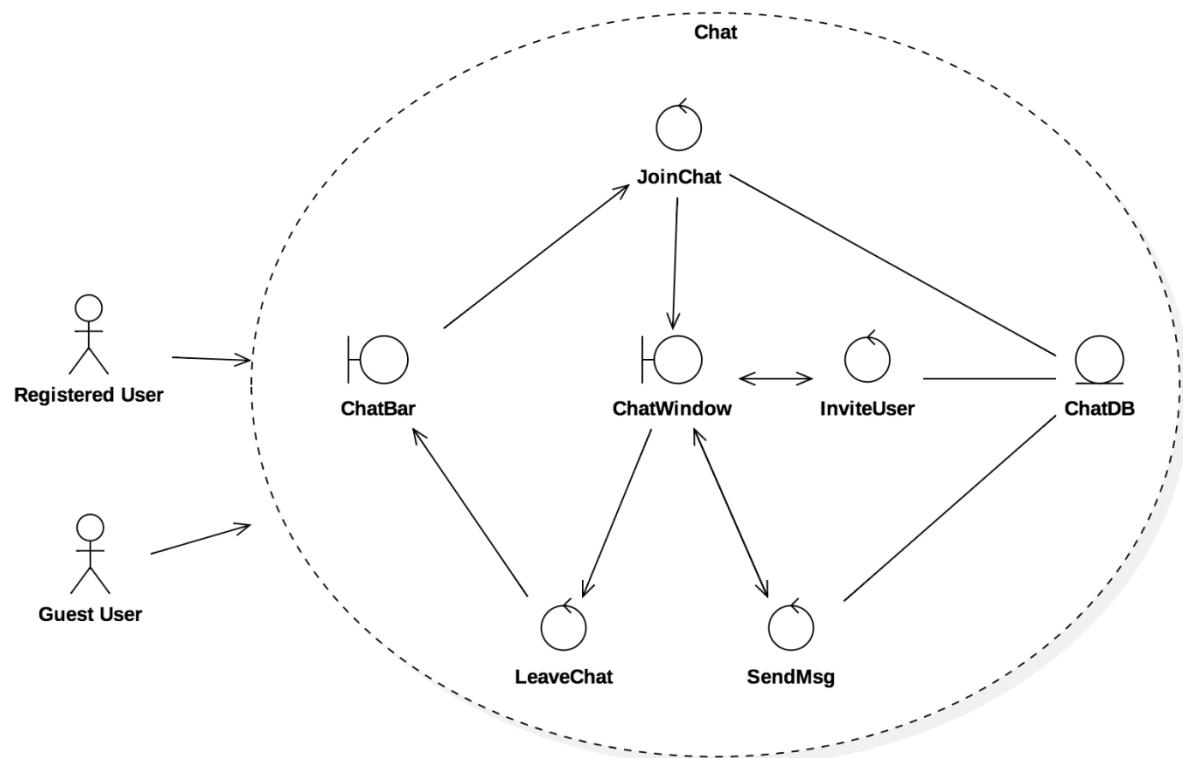 Chat
JoinChat
Registered User
ChatBar
ChatWindow
InviteUser
ChatDB
Guest User
LeaveChat
SendMsg